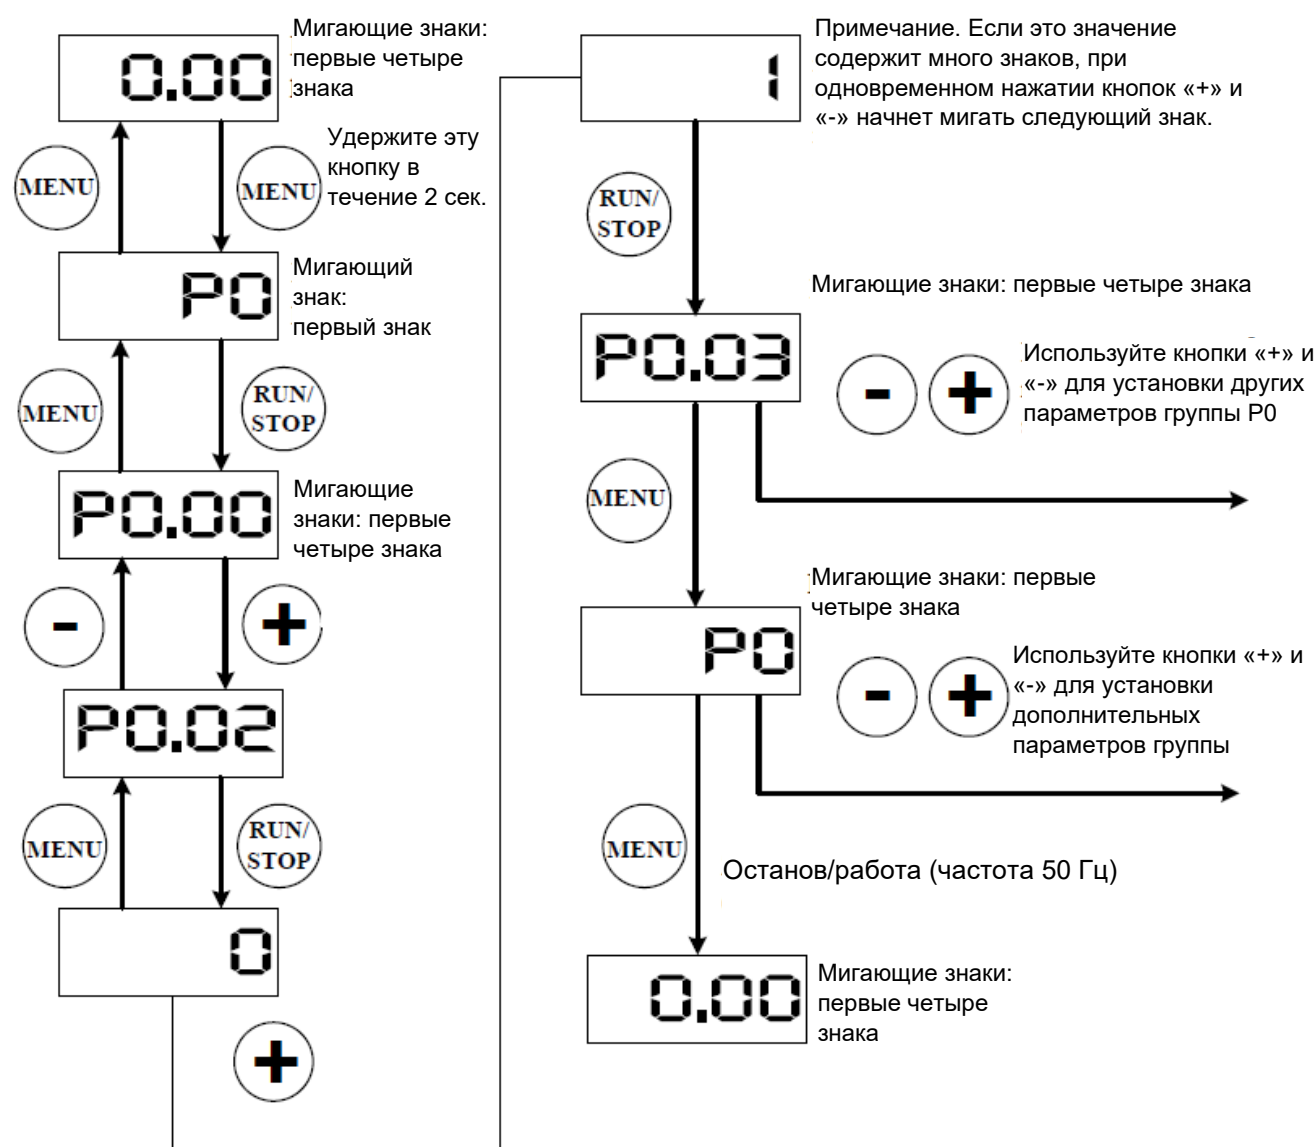 0.00
Мигающие знаки:
первые четыре
знака
MENU
MENU
Удержите эту
кнопку в
течение 2 сек.
P0
Мигающий
знак:
первый знак
MENU
RUN/
STOP
P0.00
Мигающие
знаки: первые
четыре знака
-
+
P0.02
MENU
RUN/
STOP
0
+
1
Примечание. Если это значение
содержит много знаков, при
одновременном нажатии кнопок «+» и
«-» начнет мигать следующий знак.
RUN/
STOP
Мигающие знаки: первые четыре знака
P0.03
- +
Используйте кнопки «+» и
«-» для установки других
параметров группы P0
MENU
Мигающие знаки: первые
четыре знака
P0
- +
Используйте кнопки «+» и
«-» для установки
дополнительных
параметров группы
MENU
Останов/работа (частота 50 Гц)
0.00
Мигающие знаки:
первые четыре
знака